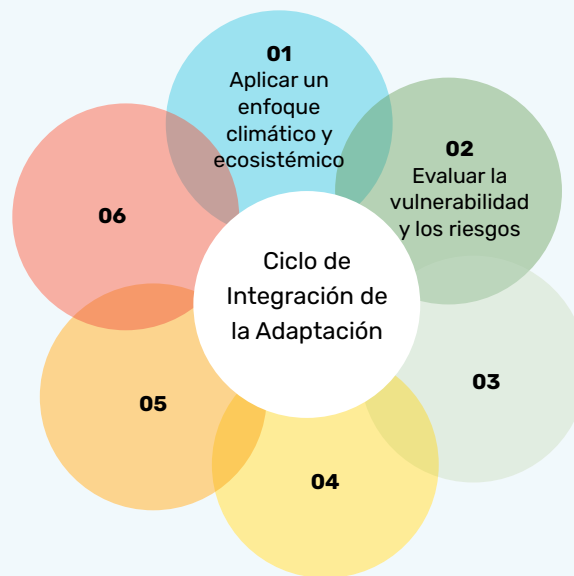 01
Aplicar un
enfoque
climático y
ecosistémico
02
Evaluar la
vulnerabilidad
y los riesgos
03
04
05
06
Ciclo de
Integración de
la Adaptación